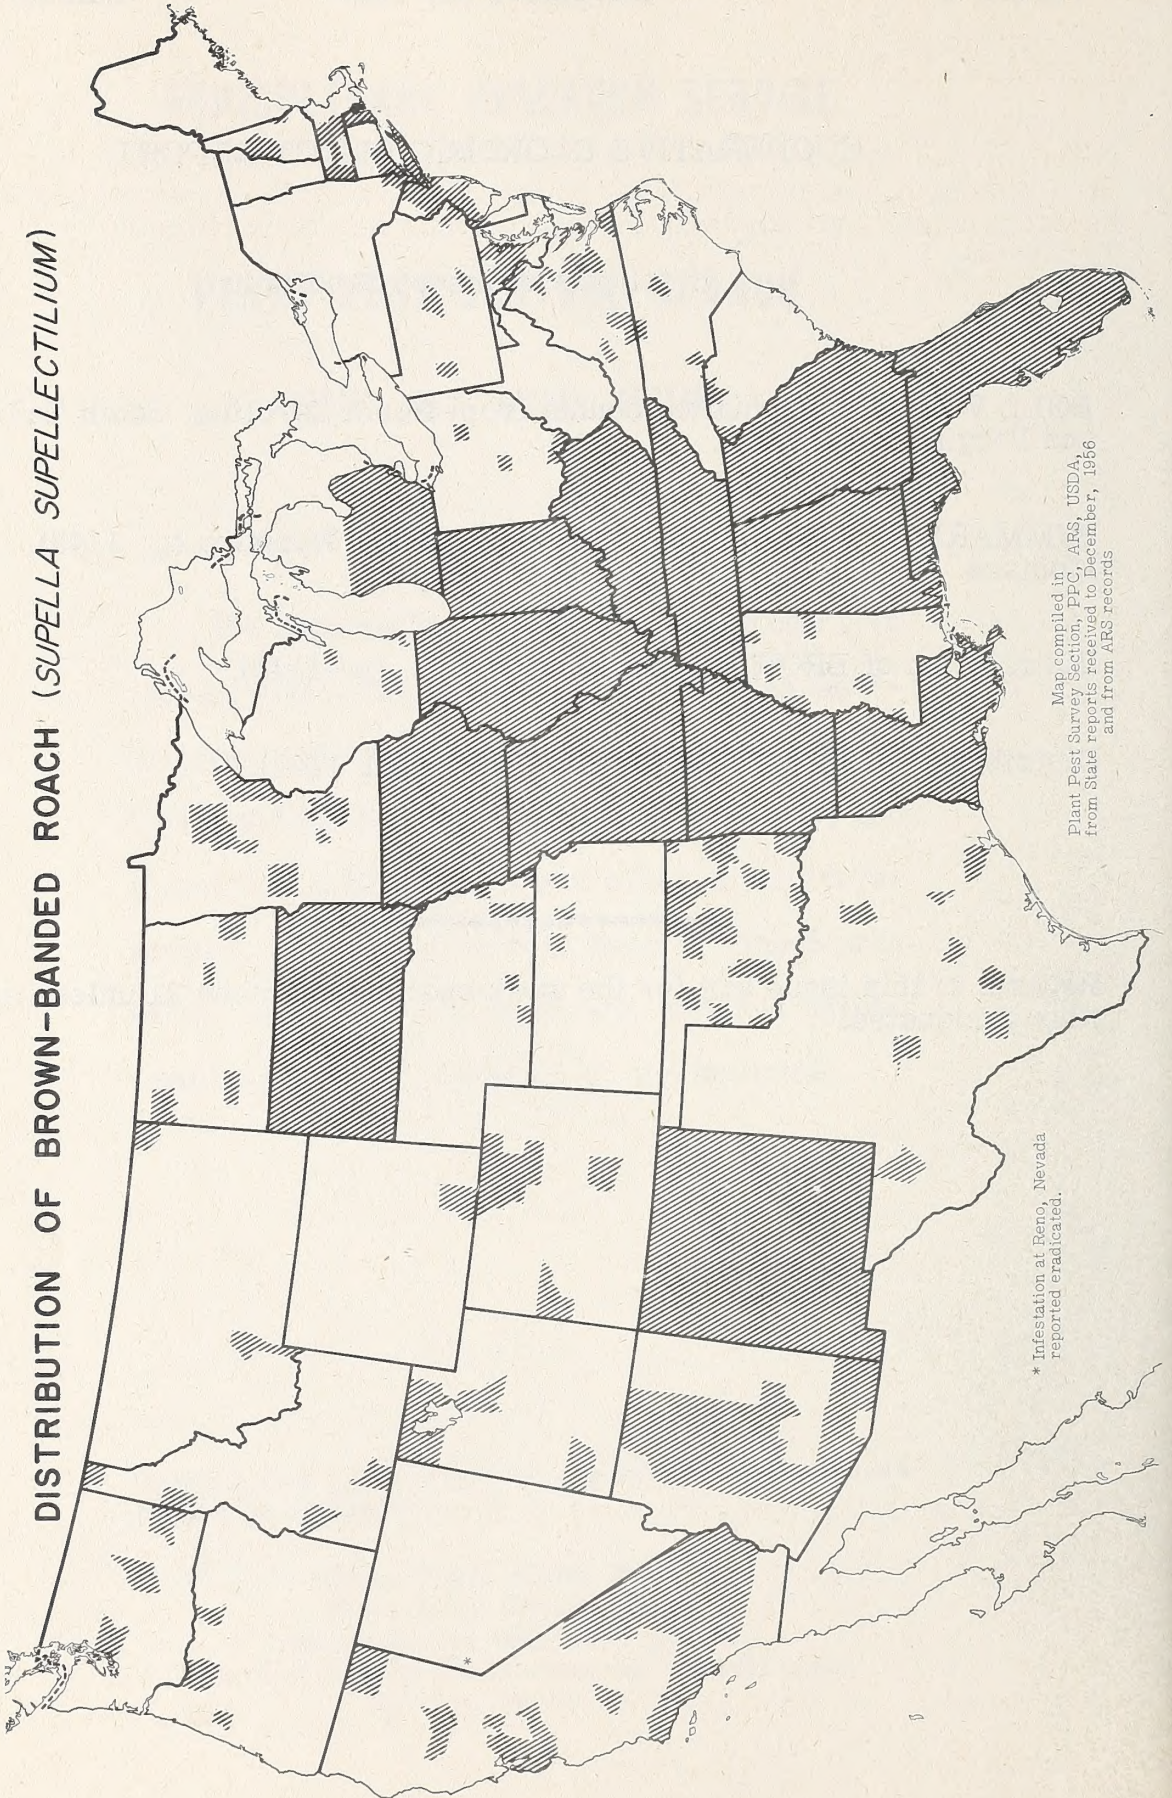 DISTRIBUTION OF BROWN-BANDED ROACH (SUPELLA SUPELLECTILIUM)
*
* Infestation at Reno, Nevada
reported eradicated.
Map compiled in
Plant Pest Survey Section, PPC, ARS, USDA,
from State reports received to December, 1956
and from ARS records